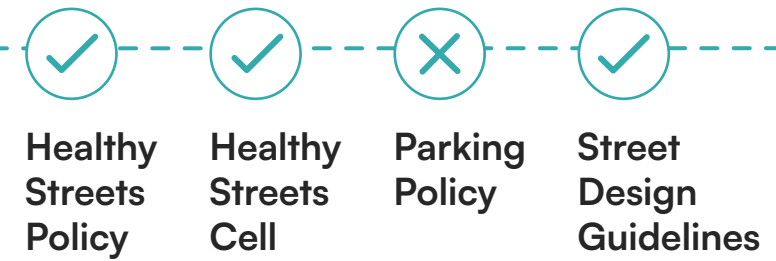 Healthy
Streets
Policy
Healthy
Streets
Cell
Parking
Policy
Street
Design
Guidelines